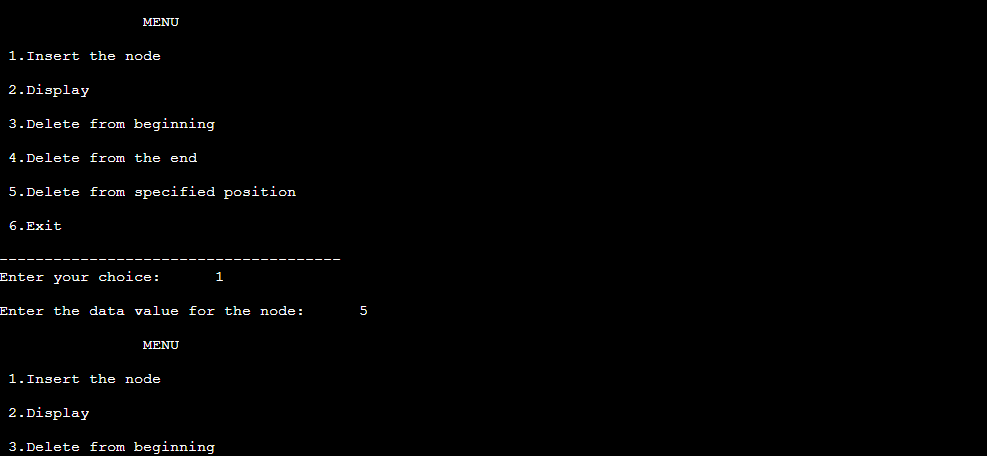 MENU
1.Insert the node
2.Display
3.Delete from beginning
4.Delete from the end
5.Delete from specified position
6.Exit
--------------------------------------
Enter your choice: 1
Enter the data value for the node: 5
MENU
1.Insert the node
2.Display
3.Delete from beginning